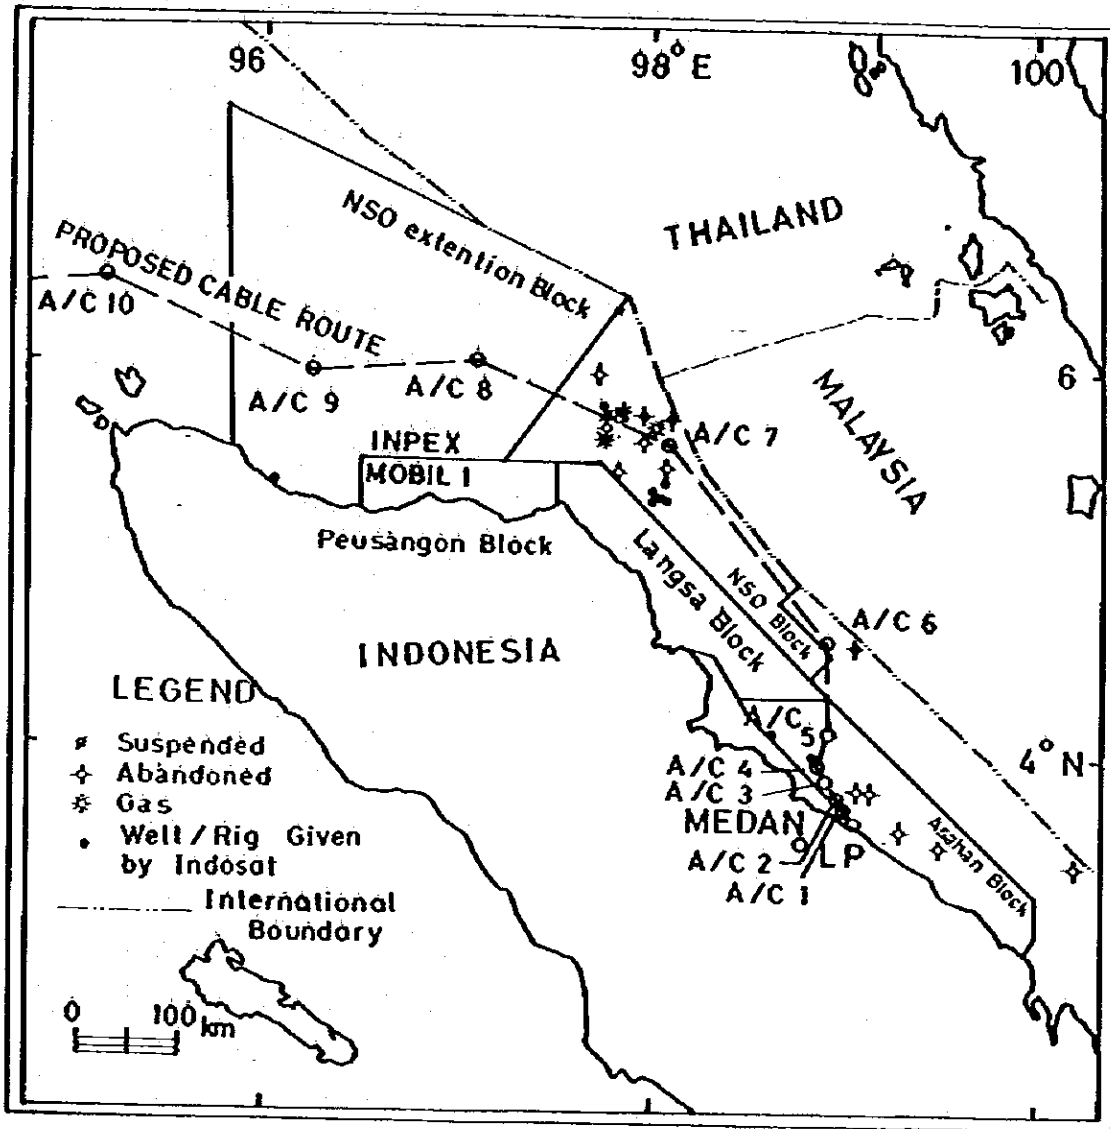 96
98° E
100
NSO extention Block
THAILAND
PROPOSED CABLE ROUTE
A/C 10
A/C 9
A/C 8
6
MALAYSIA
A/C 7
INPEX
MOBIL 1
Peusangon Block
Langsa Block
NSO Block
A/C 6
INDONESIA
LEGEND
Suspended
Abandoned
Gas
Well/Rig Given
by Indosat
International
Boundary
0 100 km
A/C 5
4° N
A/C 4
A/C 3
MEDAN
LP
A/C 2
A/C 1
Asahan Block